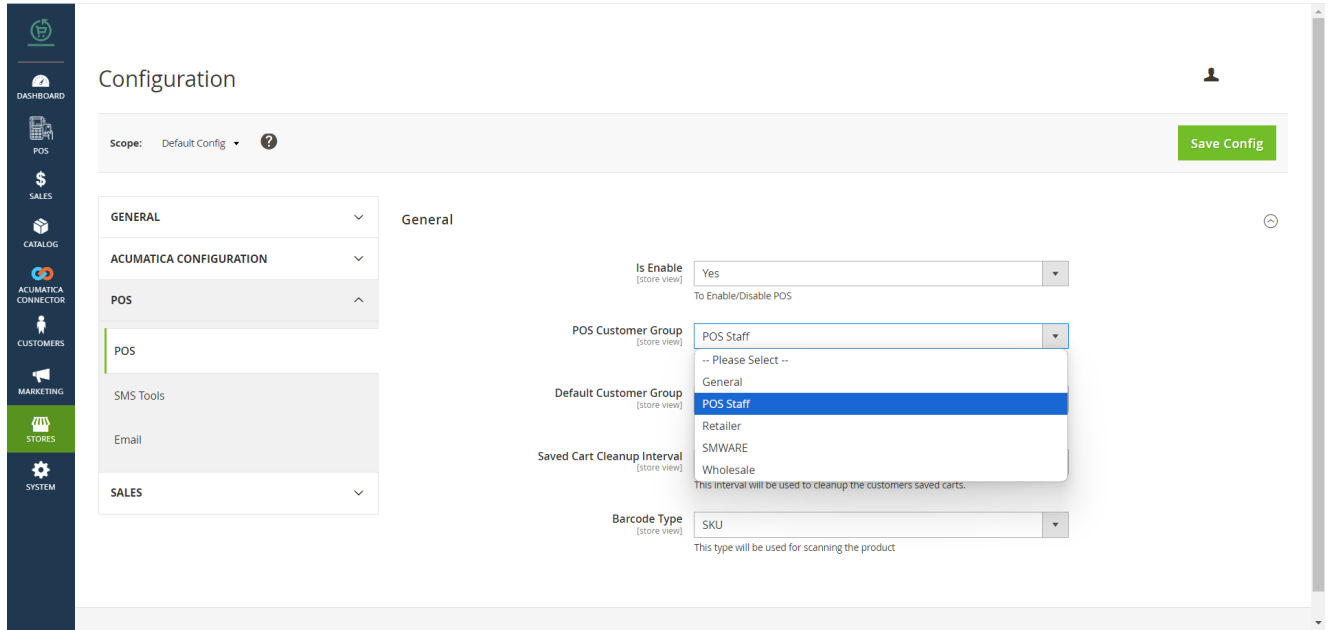 DASHBOARD
POS
SALES
CATALOG
ACUMATICA
CONNECTOR
CUSTOMERS
MARKETING
STORES
SYSTEM
Configuration
Scope: Default Config ?
Save Config
GENERAL
ACUMATICA CONFIGURATION
POS
POS
SMS Tools
Email
SALES
General
Is Enable
[store view]
Yes
To Enable/Disable POS
POS Customer Group
[store view]
POS Staff
-- Please Select --
General
POS Staff
Retailer
SMWARE
Wholesale
Default Customer Group
[store view]
Saved Cart Cleanup Interval
[store view]
This interval will be used to cleanup the customers saved carts.
Barcode Type
[store view]
SKU
This type will be used for scanning the product